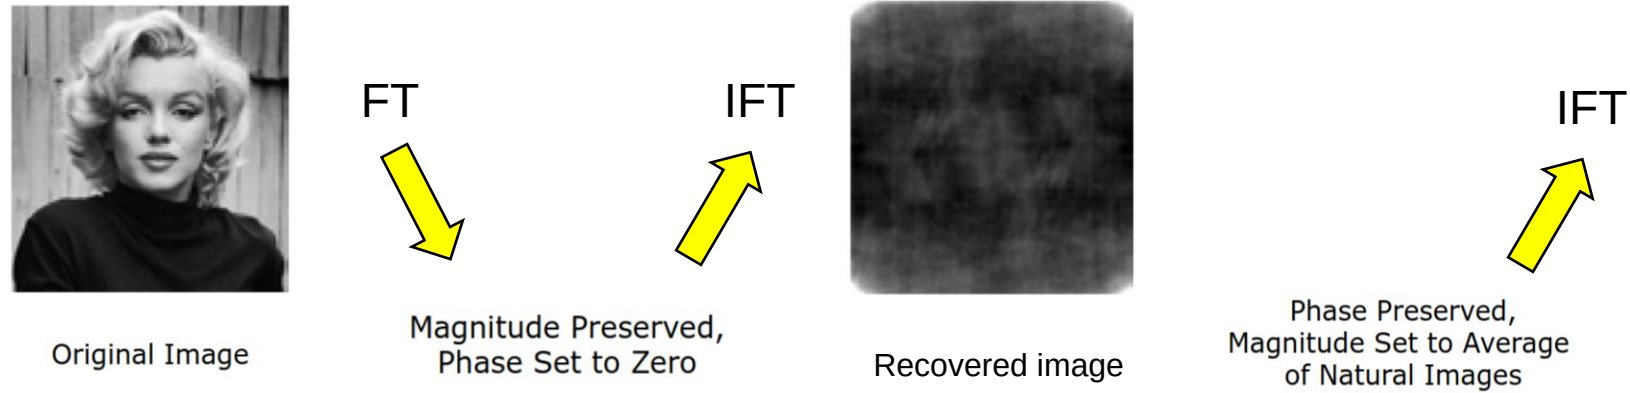 FT
IFT
IFT
Original Image
Magnitude Preserved,
Phase Set to Zero
Recovered image
Phase Preserved,
Magnitude Set to Average
of Natural Images